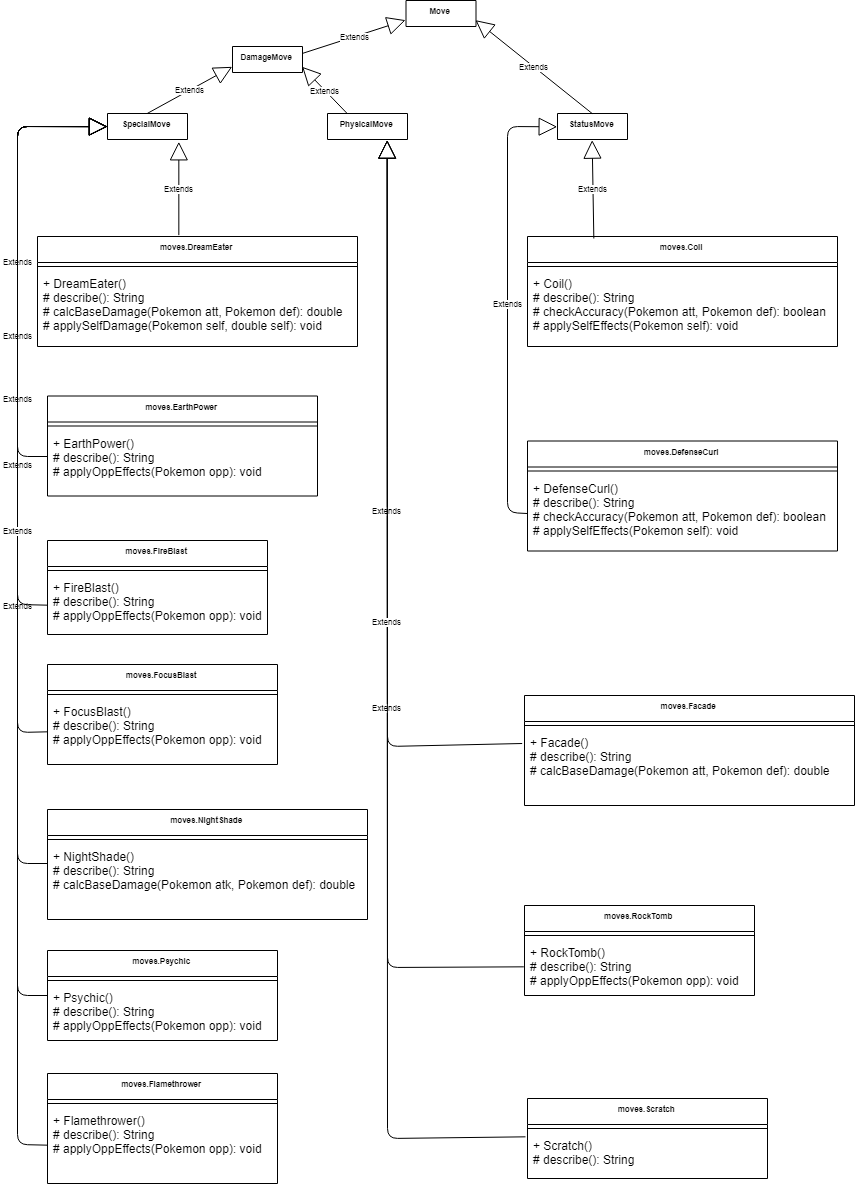 Move
Extends
DamageMove
Extends
Extends
Extends
SpecialMove
PhysicalMove
StatusMove
Extends
Extends
moves.DreamEater
+ DreamEater()
# describe(): String
# calcBaseDamage(Pokemon att, Pokemon def): double
# applySelfDamage(Pokemon self, double self): void
moves.Coil
+ Coil()
# describe(): String
# checkAccuracy(Pokemon att, Pokemon def): boolean
# applySelfEffects(Pokemon self): void
Extends
Extends
Extends
Extends
moves.EarthPower
+ EarthPower()
# describe(): String
# applyOppEffects(Pokemon opp): void
moves.DefenseCurl
+ DefenseCurl()
# describe(): String
# checkAccuracy(Pokemon att, Pokemon def): boolean
# applySelfEffects(Pokemon self): void
Extends
Extends
Extends
moves.FireBlast
+ FireBlast()
# describe(): String
# applyOppEffects(Pokemon opp): void
Extends
Extends
moves.FocusBlast
+ FocusBlast()
# describe(): String
# applyOppEffects(Pokemon opp): void
Extends
moves.Facade
+ Facade()
# describe(): String
# calcBaseDamage(Pokemon att, Pokemon def): double
moves.NightShade
+ NightShade()
# describe(): String
# calcBaseDamage(Pokemon atk, Pokemon def): double
moves.RockTomb
+ RockTomb()
# describe(): String
# applyOppEffects(Pokemon opp): void
moves.Psychic
+ Psychic()
# describe(): String
# applyOppEffects(Pokemon opp): void
moves.Flamethrower
+ Flamethrower()
# describe(): String
# applyOppEffects(Pokemon opp): void
moves.Scratch
+ Scratch()
# describe(): String